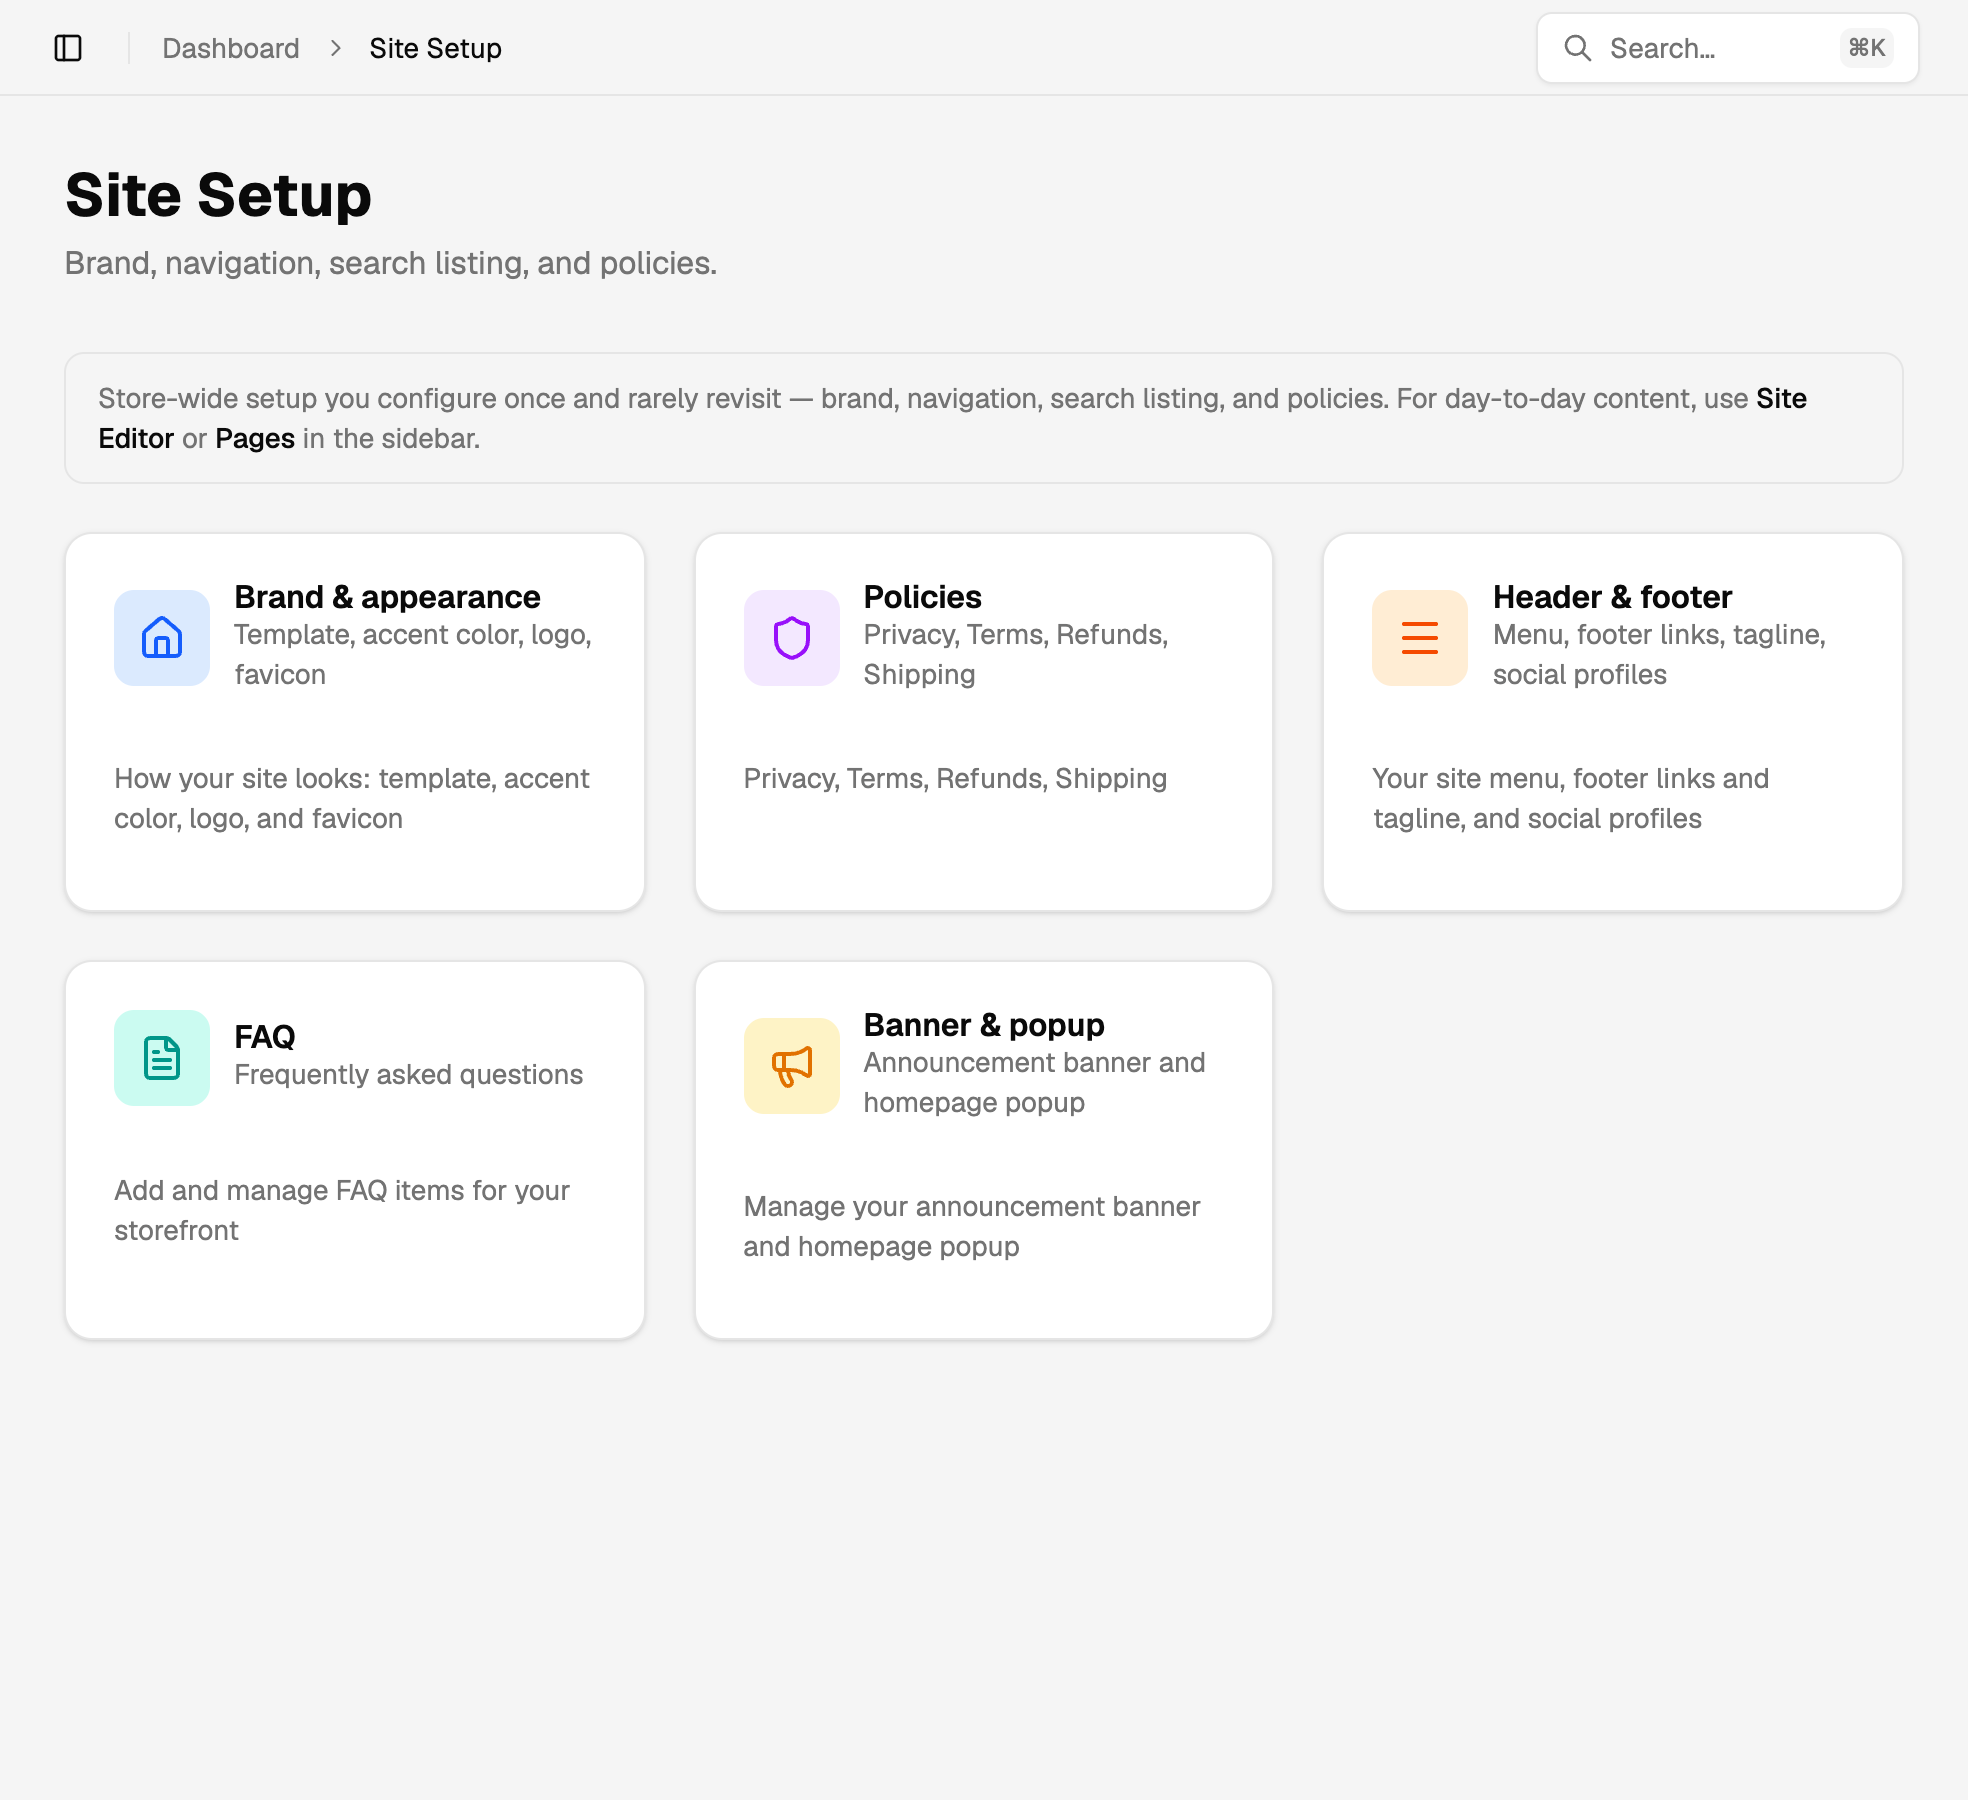 Dashboard > Site Setup
Search... ⌘K
Site Setup
Brand, navigation, search listing, and policies.
Store-wide setup you configure once and rarely revisit — brand, navigation, search listing, and policies. For day-to-day content, use Site
Editor or Pages in the sidebar.
Brand & appearance
Template, accent color, logo,
favicon
How your site looks: template, accent
color, logo, and favicon
Policies
Privacy, Terms, Refunds,
Shipping
Privacy, Terms, Refunds, Shipping
Header & footer
Menu, footer links, tagline,
social profiles
Your site menu, footer links and
tagline, and social profiles
FAQ
Frequently asked questions
Add and manage FAQ items for your
storefront
Banner & popup
Announcement banner and
homepage popup
Manage your announcement banner
and homepage popup